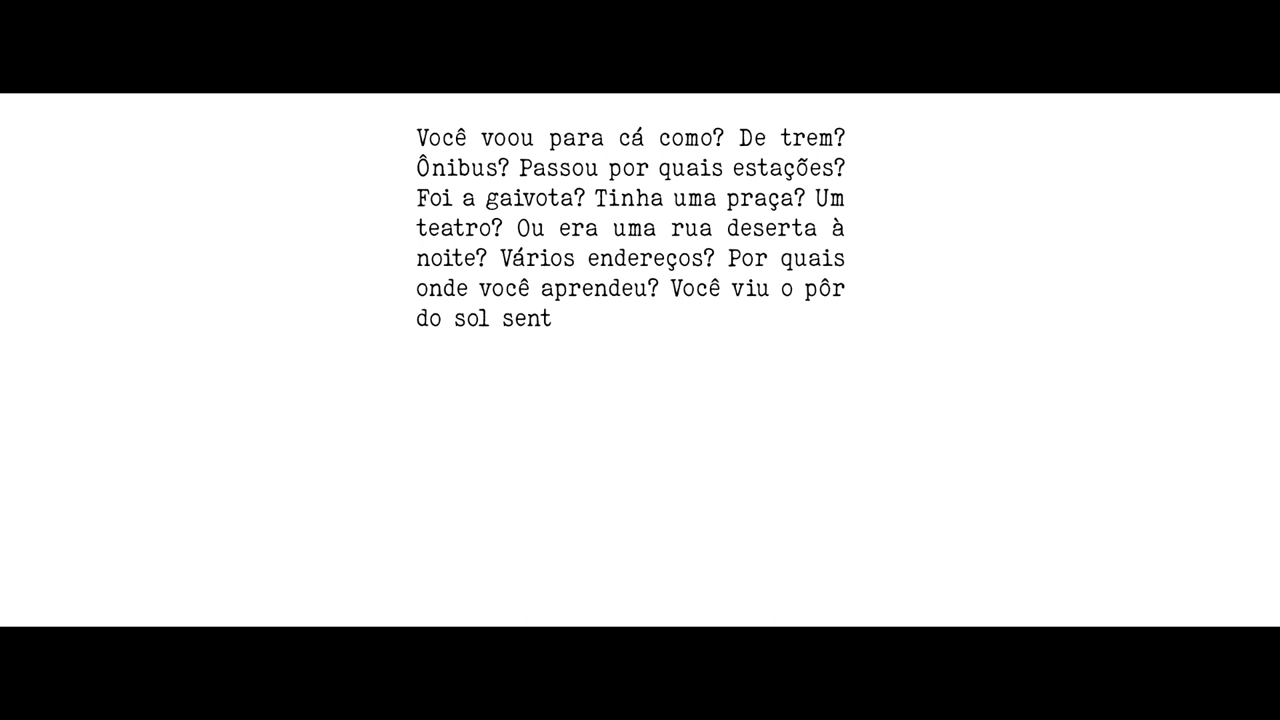 Você voou para cá como? De trem?
Ônibus? Passou por quais estações?
Foi a gaivota? Tinha uma praça? Um
teatro? Ou era uma rua deserta à
noite? Vários endereços? Por quais
onde você aprendeu? Você viu o pôr
do sol sent